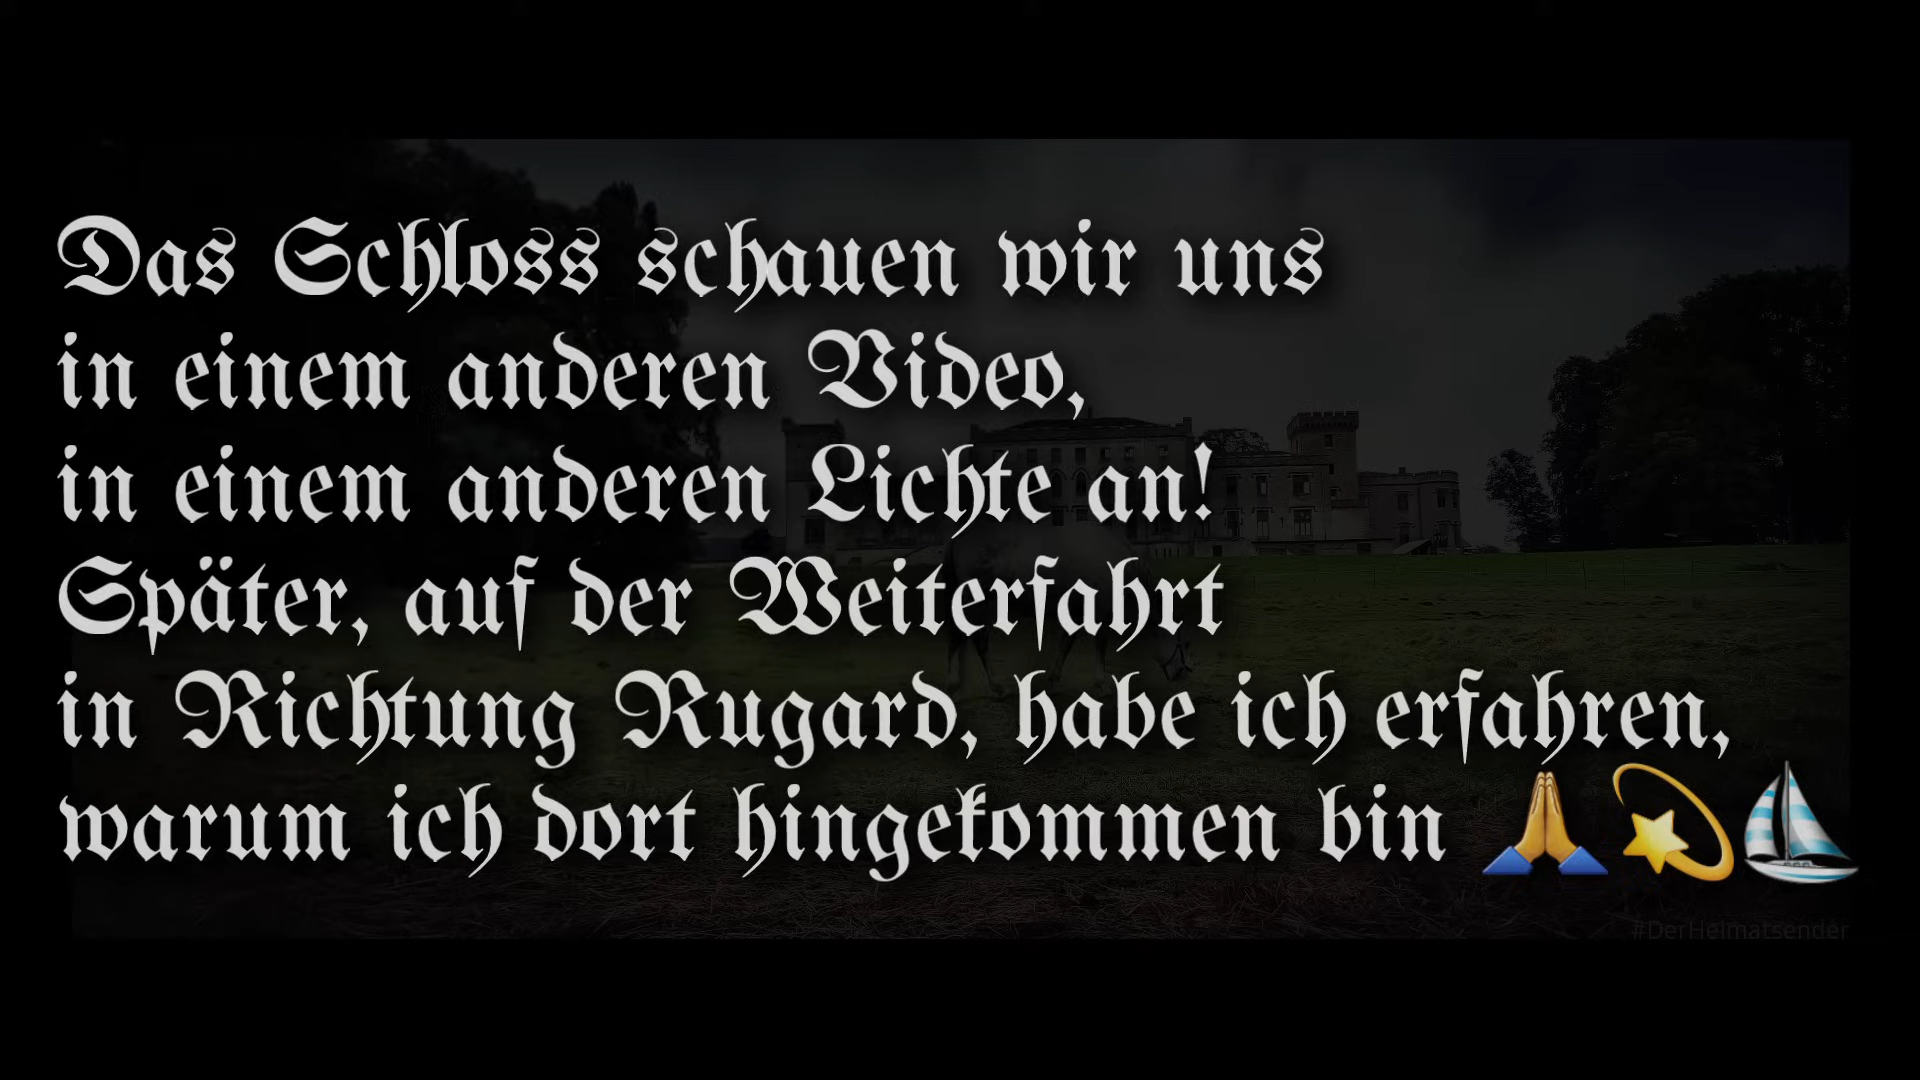 Das Schloss schauen wir uns
in einem anderen Video,
in einem anderen Lichte an!
Später, auf der Weiterfahrt
in Richtung Rugard, habe ich erfahren,
warum ich dort hingekommen bin 🙏💫⛵
#DerHeimatsender